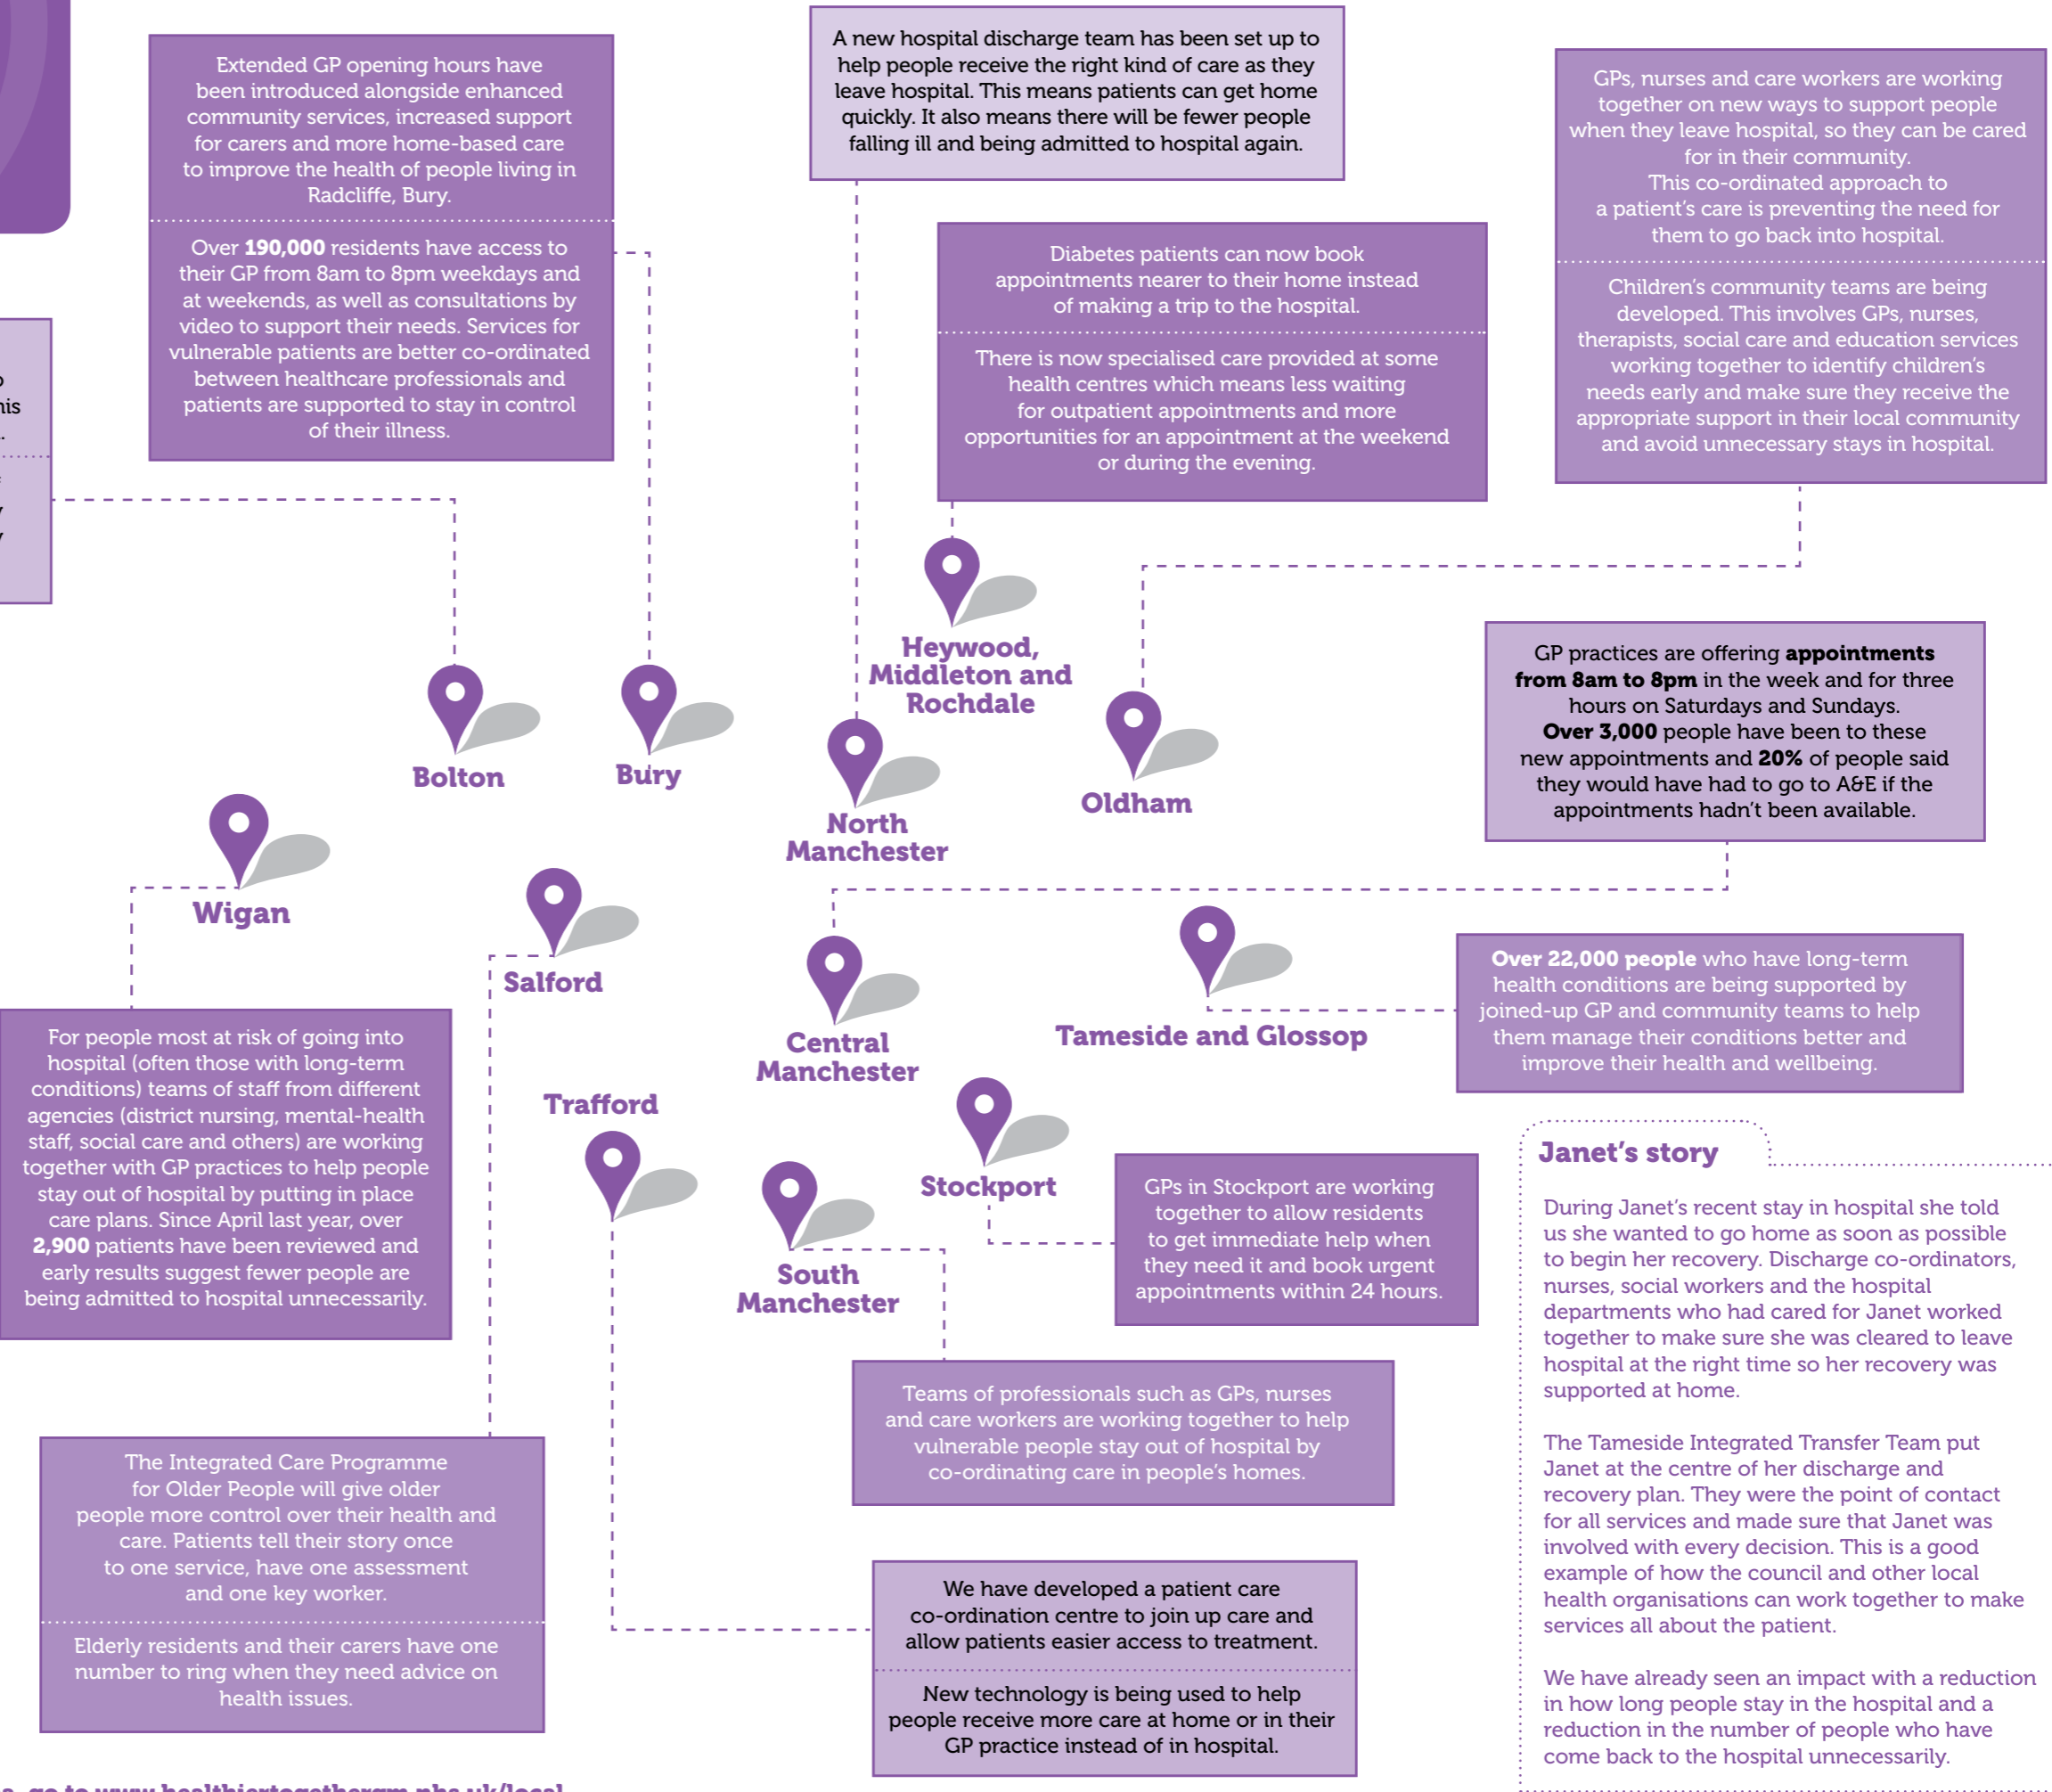 Extended GP opening hours have
been introduced alongside enhanced
community services, increased support
for carers and more home-based care
to improve the health of people living in
Radcliffe, Bury.
Over 190,000 residents have access to
their GP from 8am to 8pm weekdays and
at weekends, as well as consultations by
video to support their needs. Services for
vulnerable patients are better co-ordinated
between healthcare professionals and
patients are supported to stay in control
of their illness.
A new hospital discharge team has been set up to
help people receive the right kind of care as they
leave hospital. This means patients can get home
quickly. It also means there will be fewer people
falling ill and being admitted to hospital again.
Diabetes patients can now book
appointments nearer to their home instead
of making a trip to the hospital.
There is now specialised care provided at some
health centres which means less waiting
for outpatient appointments and more
opportunities for an appointment at the weekend
or during the evening.
GPs, nurses and care workers are working
together on new ways to support people
when they leave hospital, so they can be cared
for in their community.
This co-ordinated approach to
a patient's care is preventing the need for
them to go back into hospital.
Children's community teams are being
developed. This involves GPs, nurses,
therapists, social care and education services
working together to identify children's
needs early and make sure they receive the
appropriate support in their local community
and avoid unnecessary stays in hospital.
Heywood,
Middleton and
Rochdale
Bolton
Bury
North
Manchester
Oldham
GP practices are offering appointments
from 8am to 8pm in the week and for three
hours on Saturdays and Sundays.
Over 3,000 people have been to these
new appointments and 20% of people said
they would have had to go to A&E if the
appointments hadn't been available.
Wigan
Salford
Central
Manchester
Tameside and Glossop
Over 22,000 people who have long-term
health conditions are being supported by
joined-up GP and community teams to help
them manage their conditions better and
improve their health and wellbeing.
For people most at risk of going into
hospital (often those with long-term
conditions) teams of staff from different
agencies (district nursing, mental-health
staff, social care and others) are working
together with GP practices to help people
stay out of hospital by putting in place
care plans. Since April last year, over
2,900 patients have been reviewed and
early results suggest fewer people are
being admitted to hospital unnecessarily.
Trafford
South
Manchester
Stockport
GPs in Stockport are working
together to allow residents
to get immediate help when
they need it and book urgent
appointments within 24 hours.
Teams of professionals such as GPs, nurses
and care workers are working together to help
vulnerable people stay out of hospital by
co-ordinating care in people's homes.
The Integrated Care Programme
for Older People will give older
people more control over their health and
care. Patients tell their story once
to one service, have one assessment
and one key worker.
Elderly residents and their carers have one
number to ring when they need advice on
health issues.
We have developed a patient care
co-ordination centre to join up care and
allow patients easier access to treatment.
New technology is being used to help
people receive more care at home or in their
GP practice instead of in hospital.
Janet's story
During Janet's recent stay in hospital she told
us she wanted to go home as soon as possible
to begin her recovery. Discharge co-ordinators,
nurses, social workers and the hospital
departments who had cared for Janet worked
together to make sure she was cleared to leave
hospital at the right time so her recovery was
supported at home.
The Tameside Integrated Transfer Team put
Janet at the centre of her discharge and
recovery plan. They were the point of contact
for all services and made sure that Janet was
involved with every decision. This is a good
example of how the council and other local
health organisations can work together to make
services all about the patient.
We have already seen an impact with a reduction
in how long people stay in the hospital and a
reduction in the number of people who have
come back to the hospital unnecessarily.
go to www.healthiertogethergm.nhs.uk/local